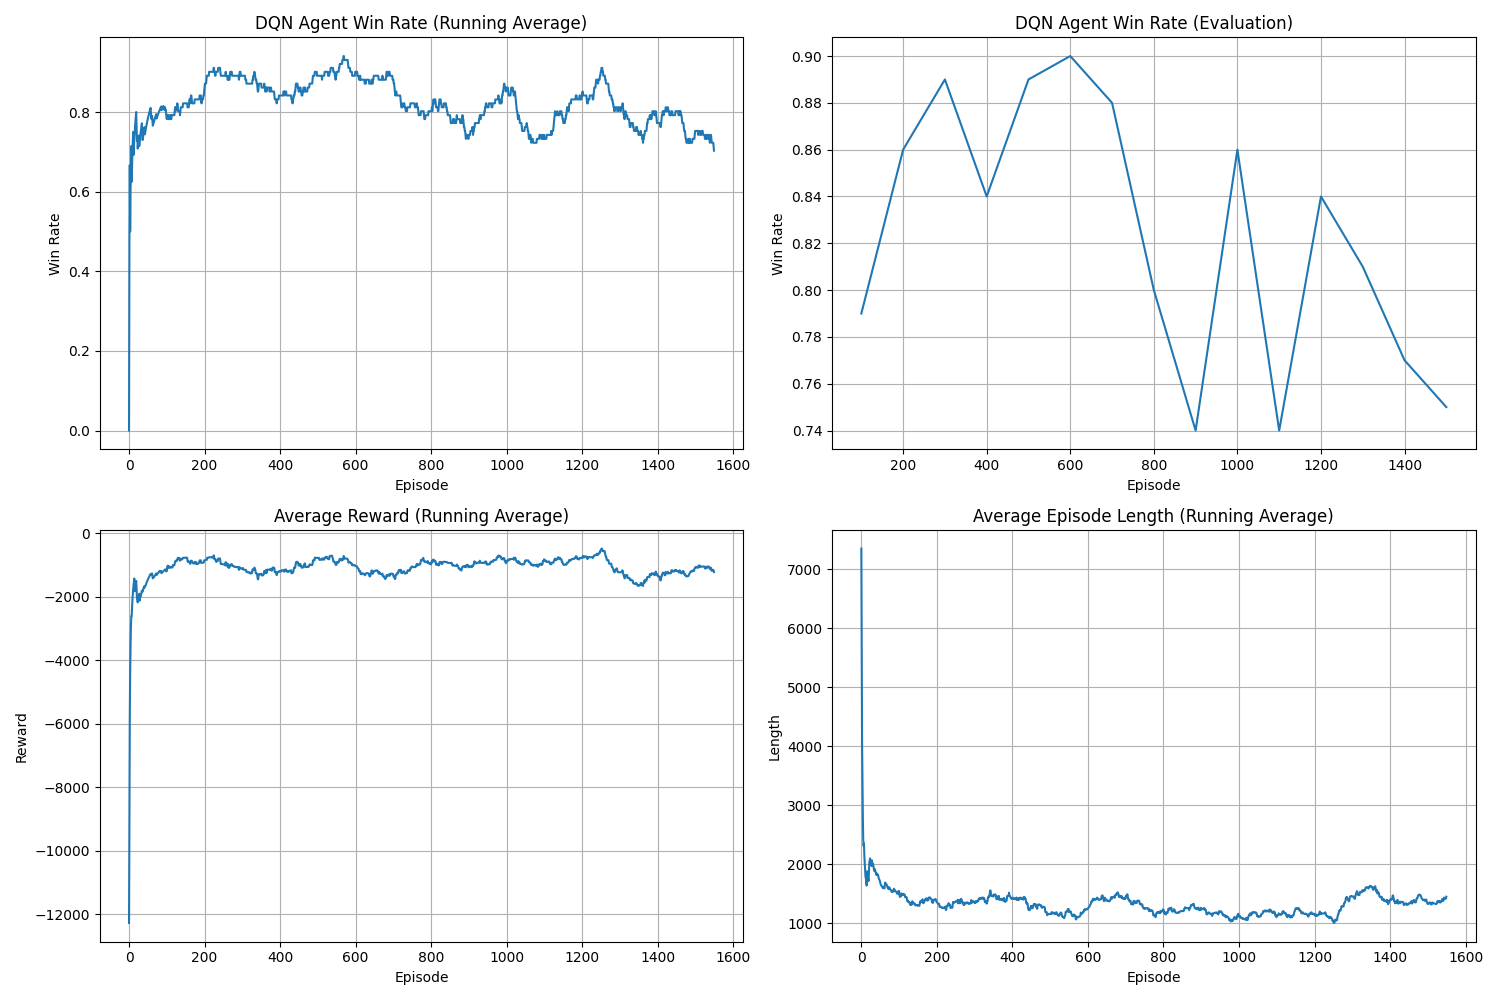 DQN Agent Win Rate (Running Average)
Win Rate
0.8
0.6
0.4
0.2
0.0
0 200 400 600 800 1000 1200 1400 1600
Episode
DQN Agent Win Rate (Evaluation)
Win Rate
0.90
0.88
0.86
0.84
0.82
0.80
0.78
0.76
0.74
200 400 600 800 1000 1200 1400
Episode
Average Reward (Running Average)
Reward
0
−2000
−4000
−6000
−8000
−10000
−12000
0 200 400 600 800 1000 1200 1400 1600
Episode
Average Episode Length (Running Average)
Length
7000
6000
5000
4000
3000
2000
1000
0 200 400 600 800 1000 1200 1400 1600
Episode